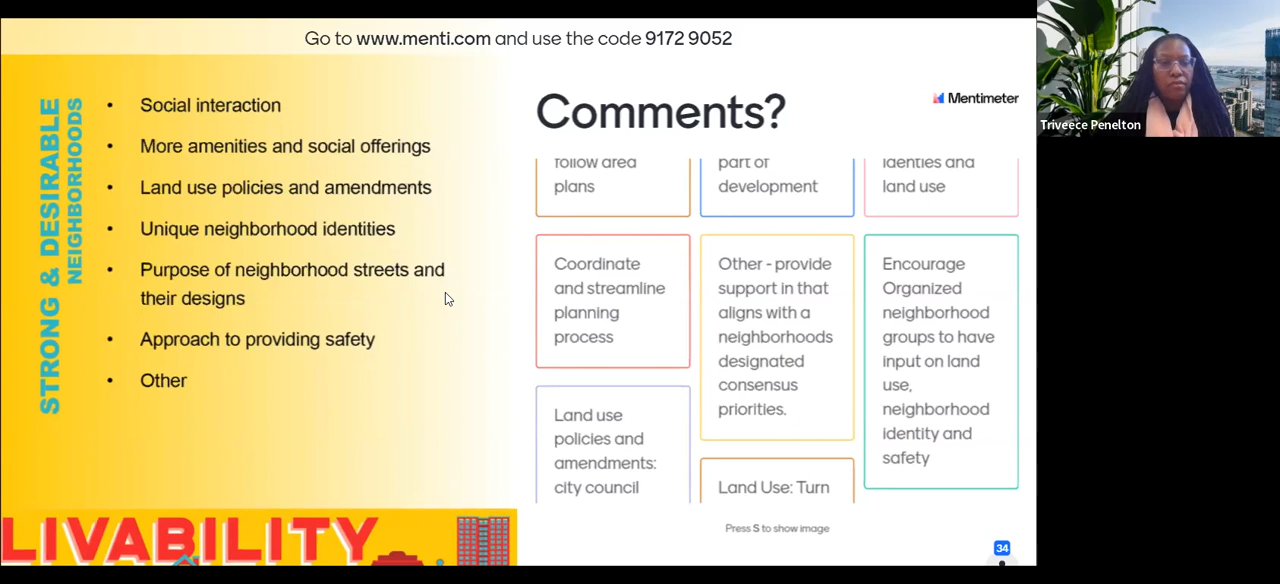 Go to www.menti.com and use the code 9172 9052
STRONG & DESIRABLE
NEIGHBORHOODS
• Social interaction
• More amenities and social offerings
• Land use policies and amendments
• Unique neighborhood identities
• Purpose of neighborhood streets and
their designs
• Approach to providing safety
• Other
LIVABILITY
Comments?
Mentimeter
follow area
plans
part of
development
identies and
land use
Coordinate
and streamline
planning
process
Other - provide
support in that
aligns with a
neighborhoods
designated
consensus
priorities.
Encourage
Organized
neighborhood
groups to have
input on land
use,
neighborhood
identity and
safety
Land use
policies and
amendments:
city council
Land Use: Turn
Press S to show image
34
Triveece Penelton